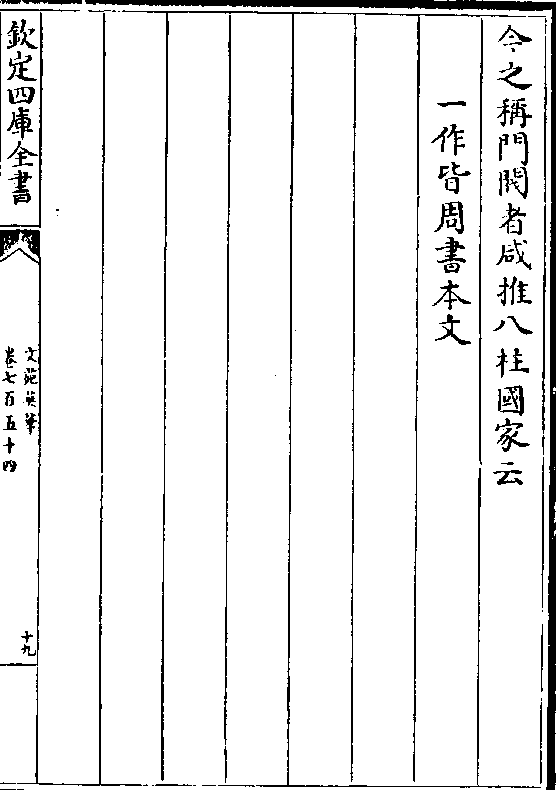 今之稱門閥者咸推八柱國家云
一作皆周書本文
欽定四庫全書
文苑英華
卷七百五十四
十九